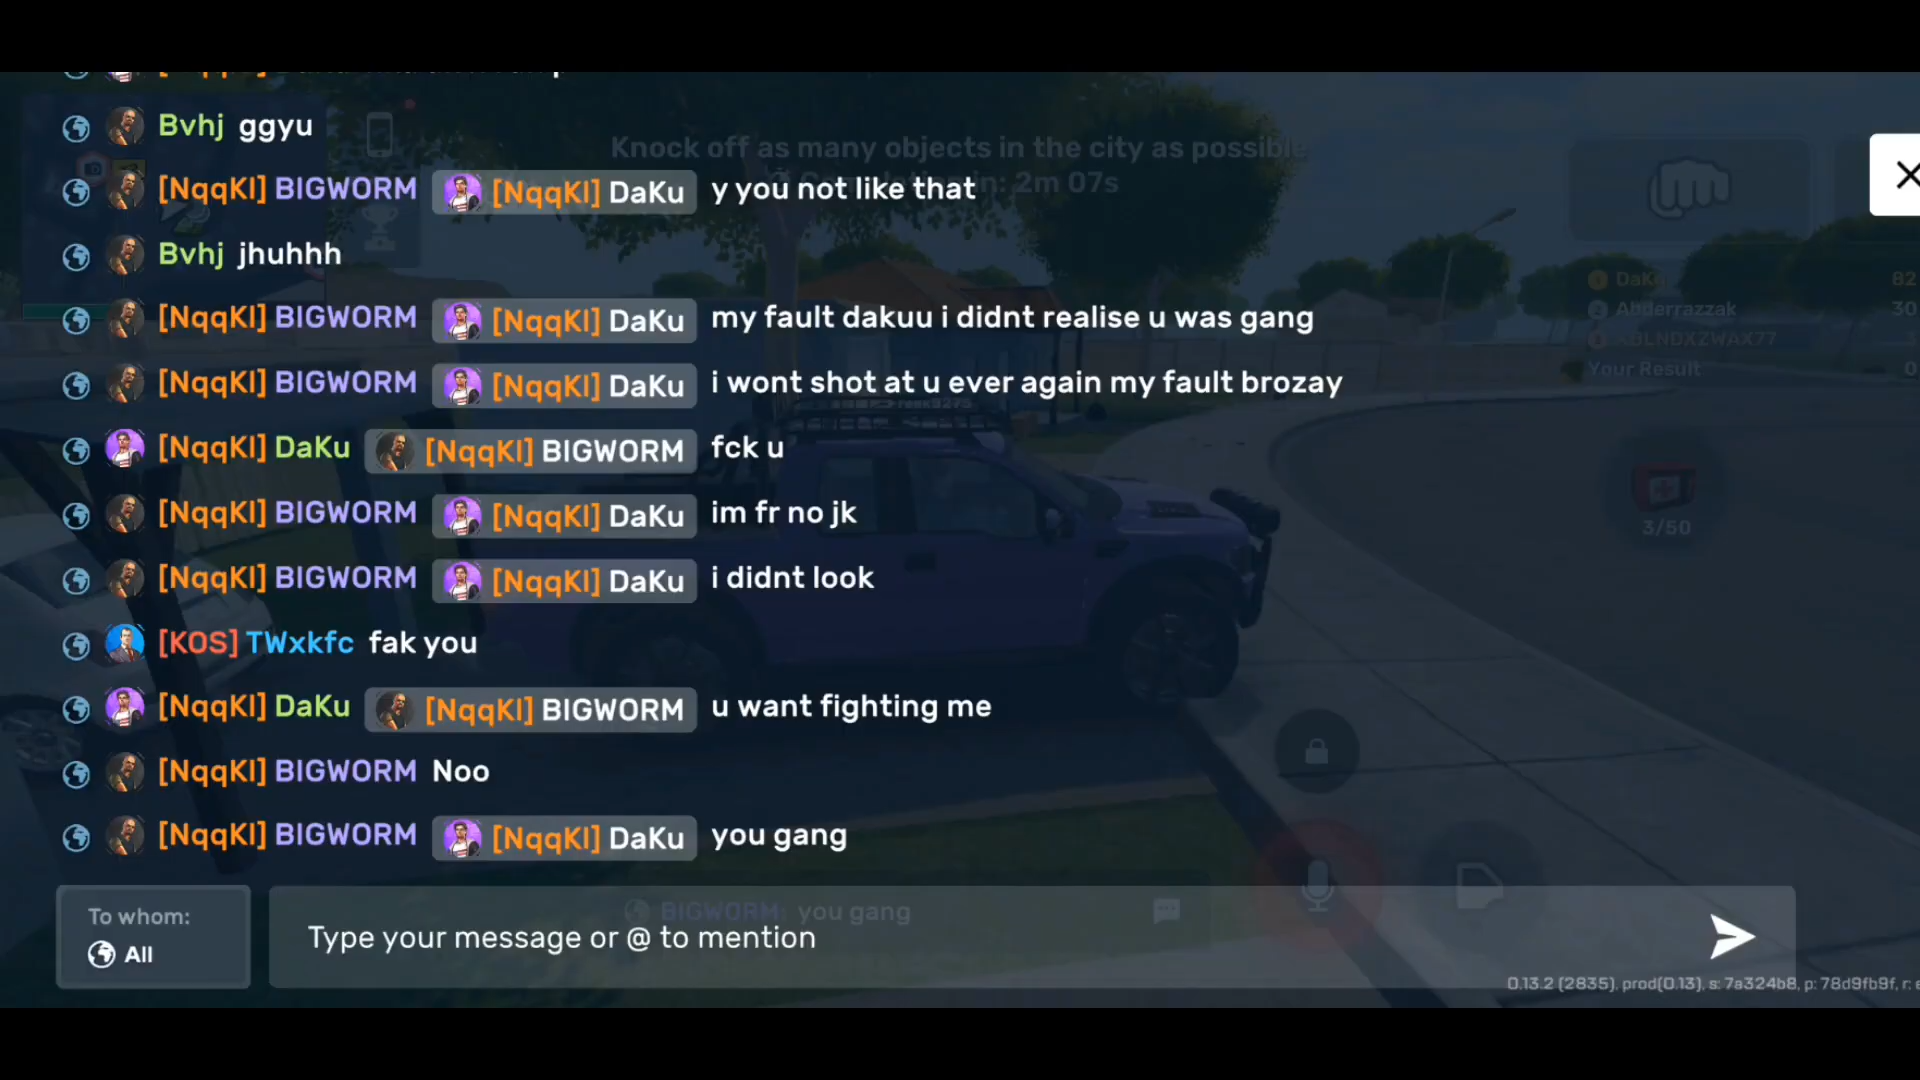 Bvhj ggyu
Knock off as many objects in the city as possible
[NqqKI] BIGWORM [NqqKI] DaKu y you not like that
in: 2m 07s
Bvhj jhuhhh
DaKu 82
Abderrazzak 30
[NqqKI] BIGWORM [NqqKI] DaKu my fault dakuu i didnt realise u was gang
Your Result 0
[NqqKI] BIGWORM [NqqKI] DaKu i wont shot at u ever again my fault brozay
[NqqKI] DaKu [NqqKI] BIGWORM fck u
[NqqKI] BIGWORM [NqqKI] DaKu im fr no jk
3/50
[NqqKI] BIGWORM [NqqKI] DaKu i didnt look
[KOS] TWxkfc fak you
[NqqKI] DaKu [NqqKI] BIGWORM u want fighting me
[NqqKI] BIGWORM Noo
[NqqKI] BIGWORM [NqqKI] DaKu you gang
To whom:
All
BIGWORM: you gang
Type your message or @ to mention
0.13.2 (2835), prod(0.13), s: 7a324b8, p: 78d9fb9f, r: